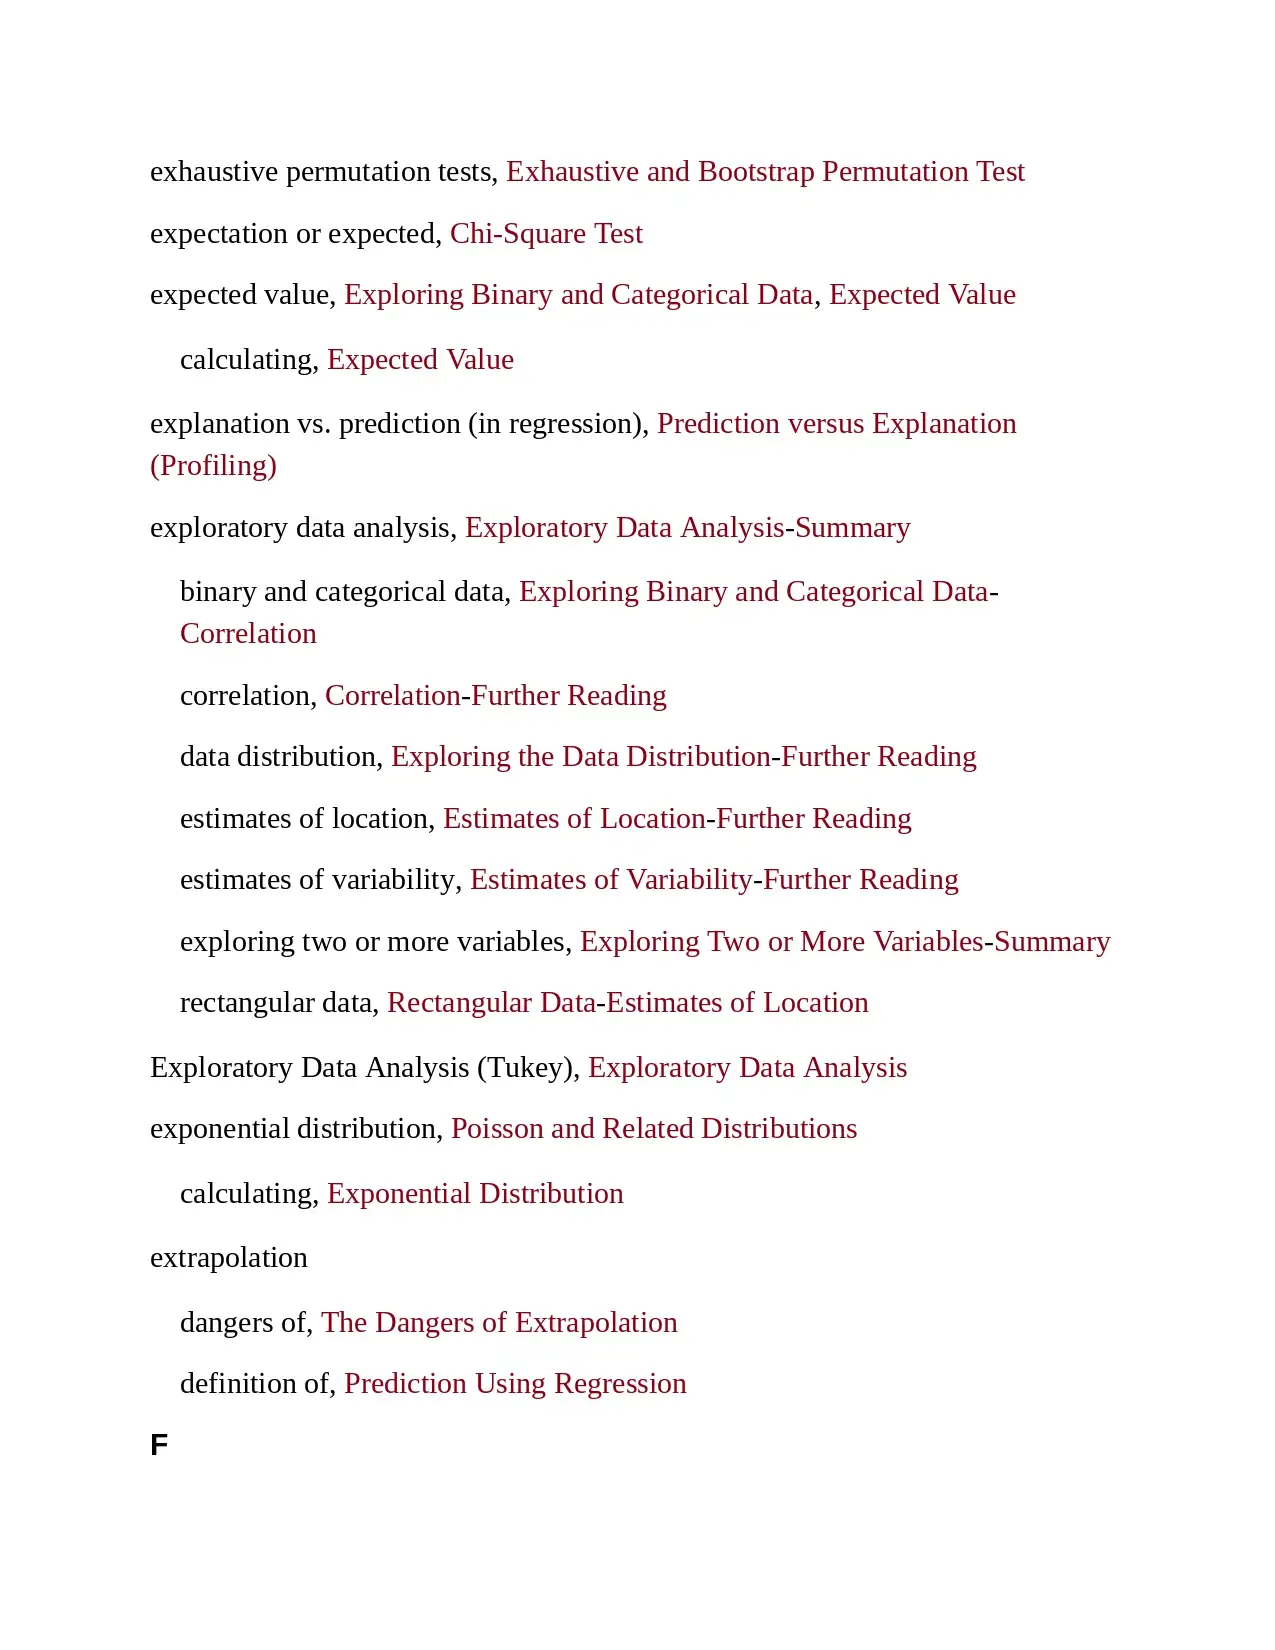 exhaustive permutation tests, Exhaustive and Bootstrap Permutation Test
expectation or expected, Chi-Square Test
expected value, Exploring Binary and Categorical Data, Expected Value
calculating, Expected Value
explanation vs. prediction (in regression), Prediction versus Explanation
(Profiling)
exploratory data analysis, Exploratory Data Analysis-Summary
binary and categorical data, Exploring Binary and Categorical Data-
Correlation
correlation, Correlation-Further Reading
data distribution, Exploring the Data Distribution-Further Reading
estimates of location, Estimates of Location-Further Reading
estimates of variability, Estimates of Variability-Further Reading
exploring two or more variables, Exploring Two or More Variables-Summary
rectangular data, Rectangular Data-Estimates of Location
Exploratory Data Analysis (Tukey), Exploratory Data Analysis
exponential distribution, Poisson and Related Distributions
calculating, Exponential Distribution
extrapolation
dangers of, The Dangers of Extrapolation
definition of, Prediction Using Regression
F